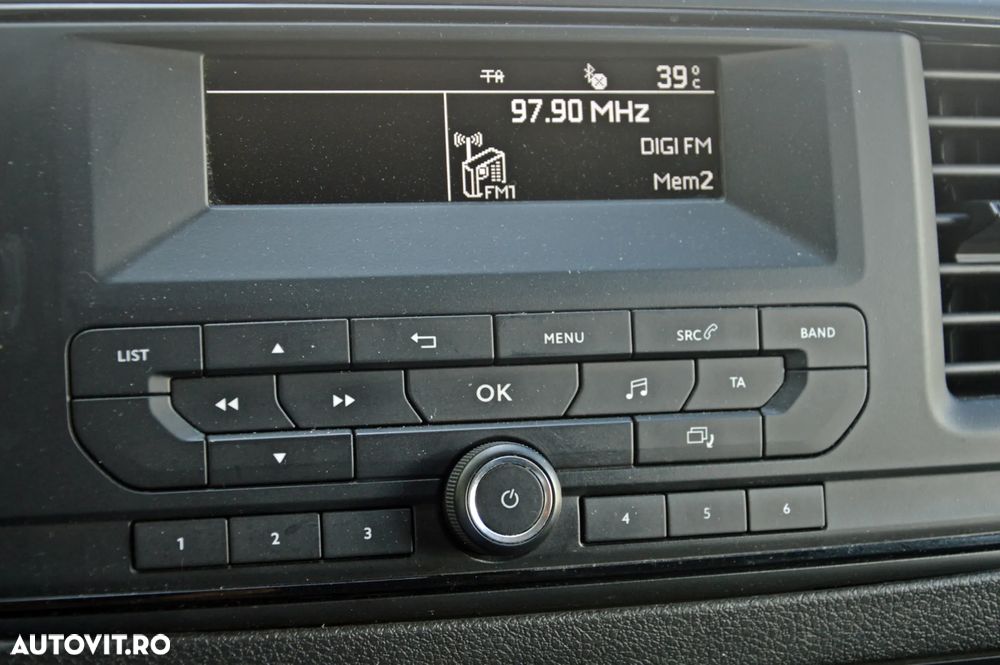 TA 39°C
97.90 MHz
DIGI FM
FM1 Mem2
LIST MENU SRC BAND
OK TA
1 2 3 4 5 6
AUTOVIT.RO